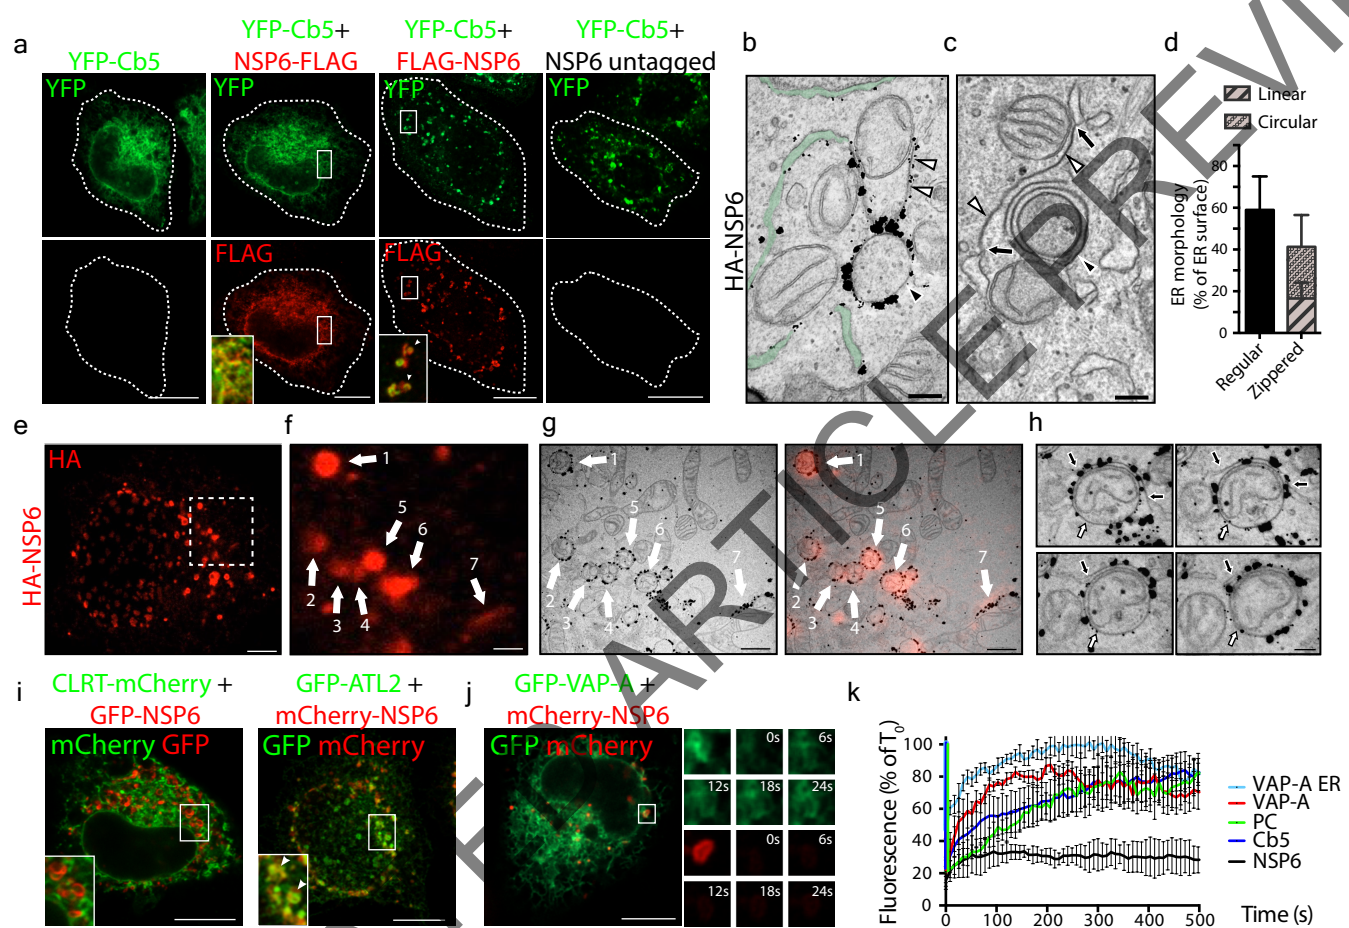 a
YFP-Cb5
YFP-Cb5+
NSP6-FLAG
YFP-Cb5+
FLAG-NSP6
YFP-Cb5+
NSP6 untagged
YFP
YFP
YFP
YFP
FLAG
FLAG
b
HA-NSP6
c
d
Linear
Circular
ER morphology
(% of ER surface)
80
60
40
20
0
Regular
Zippered
e
HA-NSP6
HA
f
1
5
6
7
2
3
4
g
1
5
6
7
2
3
4
1
5
6
7
2
3
4
h
i
CLRT-mCherry +
GFP-NSP6
mCherry GFP
GFP-ATL2 +
mCherry-NSP6
GFP mCherry
j
GFP-VAP-A +
mCherry-NSP6
GFP mCherry
0s
6s
12s
18s
24s
0s
6s
12s
18s
24s
k
Fluorescence (% of T0)
100
80
60
40
20
0
0
100
200
300
400
500
Time (s)
VAP-A ER
VAP-A
PC
Cb5
NSP6